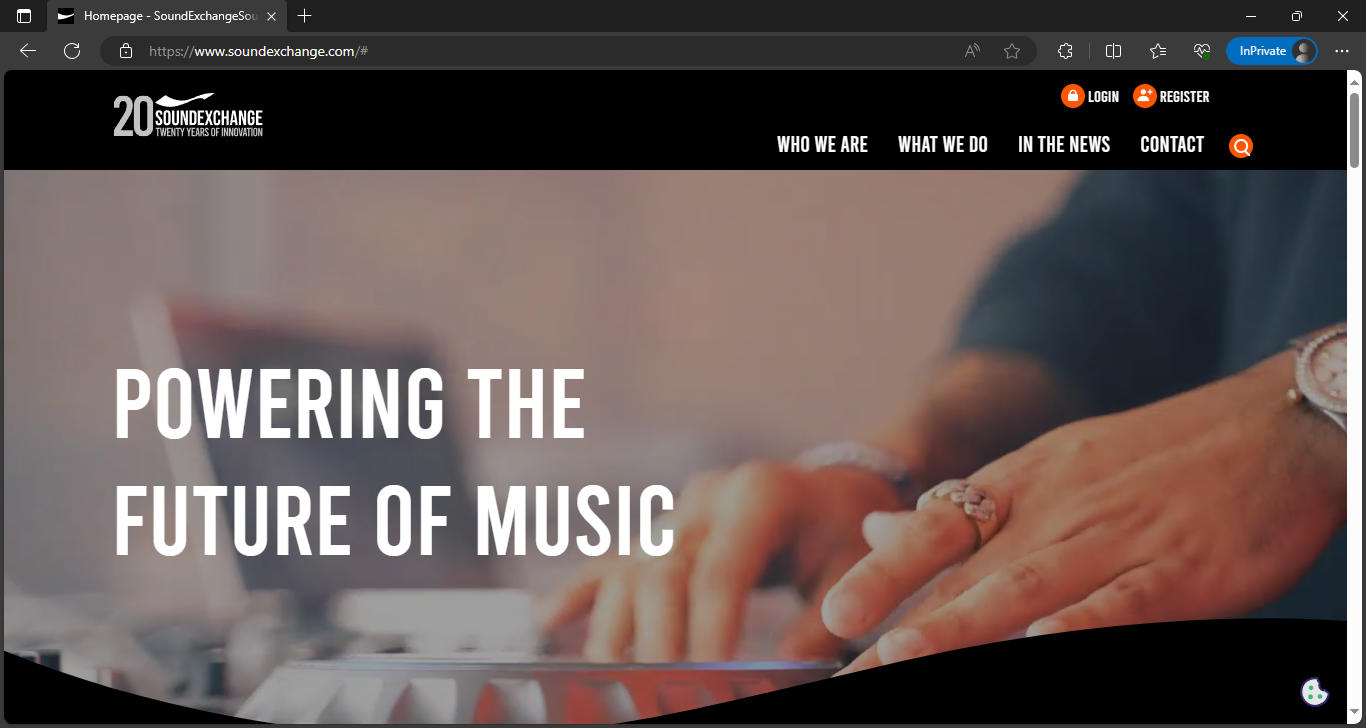 Homepage - SoundExchangeSou
https://www.soundexchange.com/#
InPrivate
20 SOUNDEXCHANGE
TWENTY YEARS OF INNOVATION
LOGIN
REGISTER
WHO WE ARE
WHAT WE DO
IN THE NEWS
CONTACT
POWERING THE
FUTURE OF MUSIC